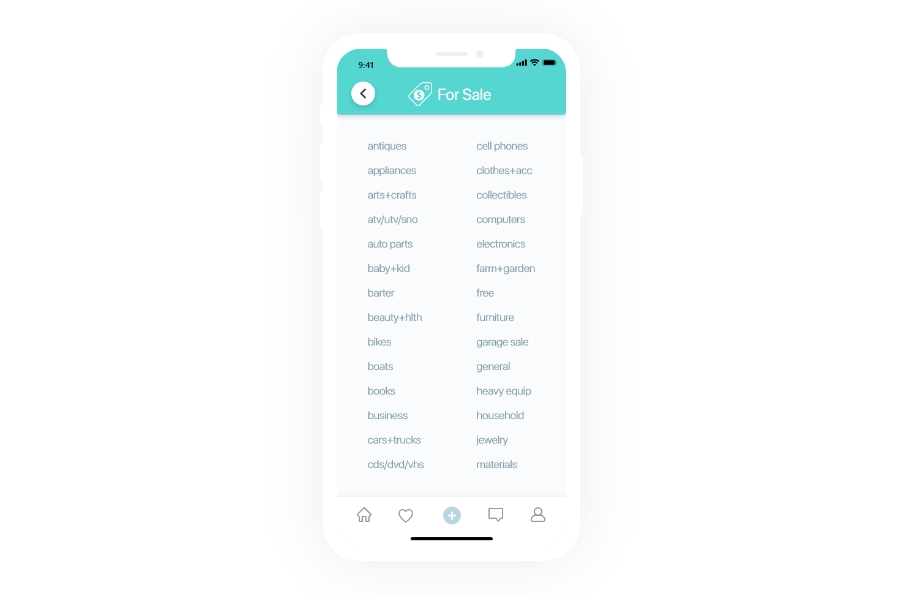 9:41
$ For Sale
antiques
appliances
arts+crafts
atv/utv/sno
auto parts
baby+kid
barter
beauty+hlth
bikes
boats
books
business
cars+trucks
cds/dvd/vhs
cell phones
clothes+acc
collectibles
computers
electronics
farm+garden
free
furniture
garage sale
general
heavy equip
household
jewelry
materials